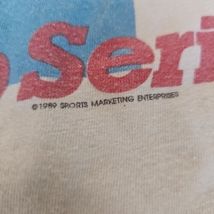 Seri
© 1989 SPORTS MARKETING ENTERPRISES